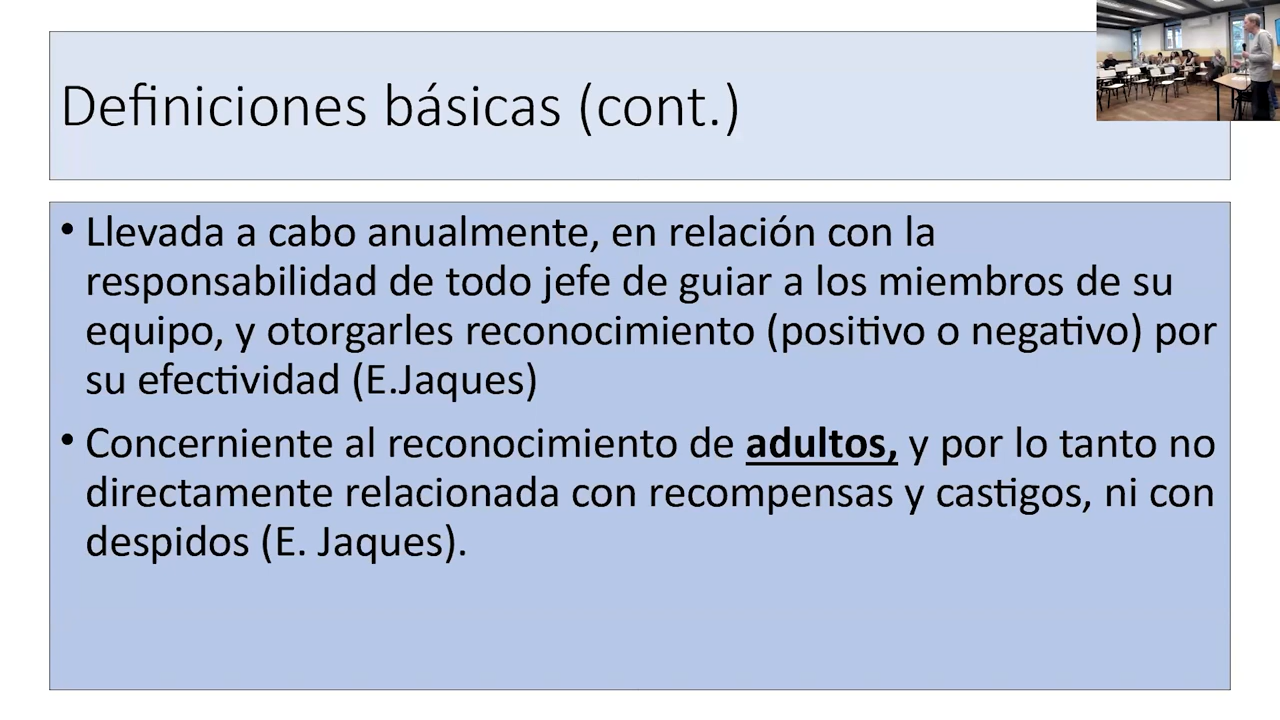 Definiciones básicas (cont.)
• Llevada a cabo anualmente, en relación con la
responsabilidad de todo jefe de guiar a los miembros de su
equipo, y otorgarles reconocimiento (positivo o negativo) por
su efectividad (E.Jaques)
• Concerniente al reconocimiento de adultos, y por lo tanto no
directamente relacionada con recompensas y castigos, ni con
despidos (E. Jaques).